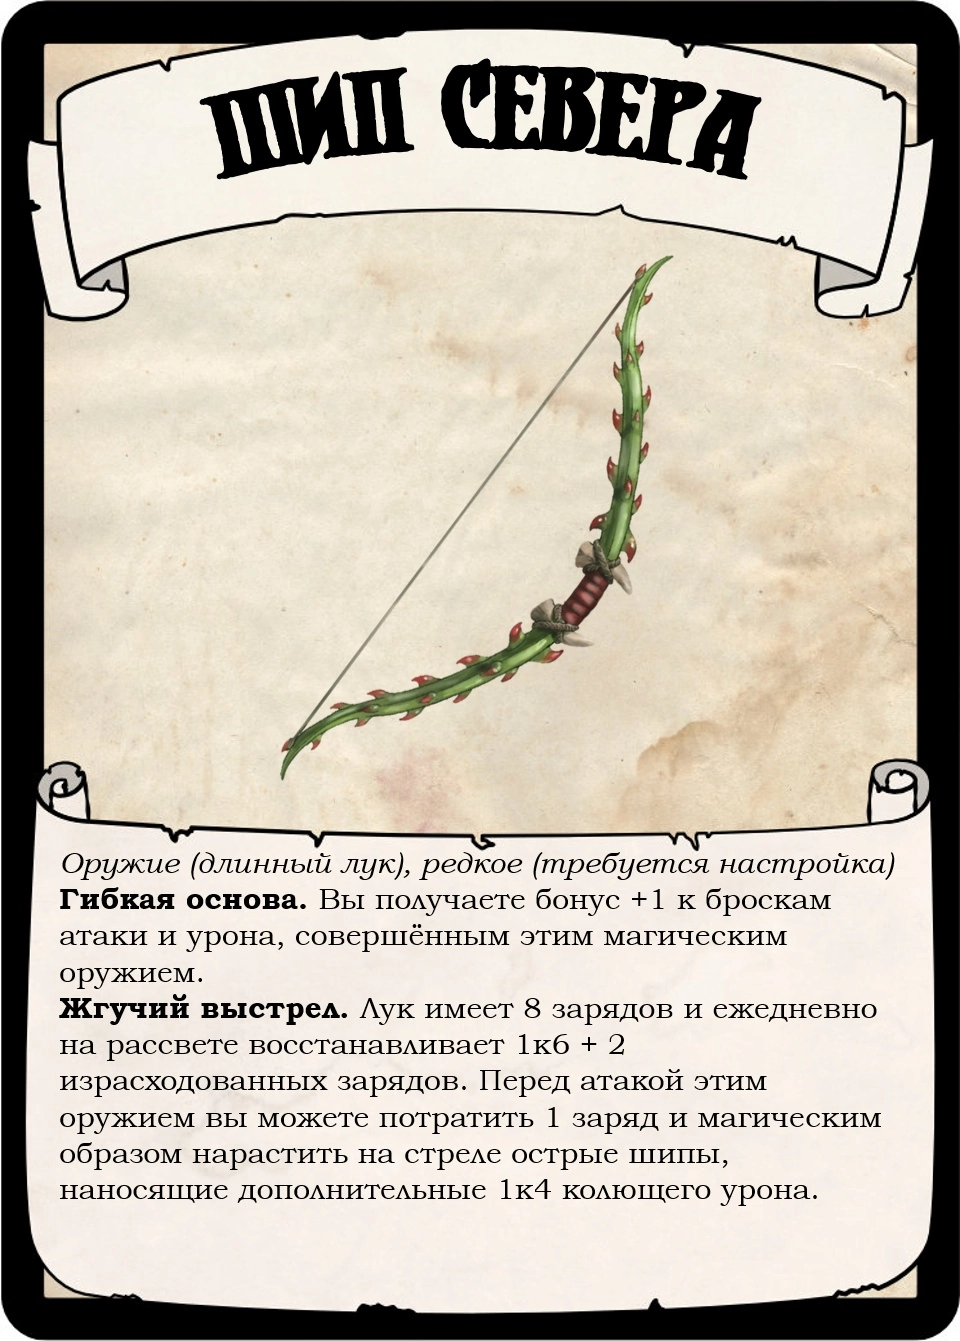 ШИП СЕВЕРА
Оружие (длинный лук), редкое (требуется настройка)
Гибкая основа. Вы получаете бонус +1 к броскам
атаки и урона, совершённым этим магическим
оружием.
Жгучий выстрел. Лук имеет 8 зарядов и ежедневно
на рассвете восстанавливает 1к6 + 2
израсходованных зарядов. Перед атакой этим
оружием вы можете потратить 1 заряд и магическим
образом нарастить на стреле острые шипы,
наносящие дополнительные 1к4 колющего урона.